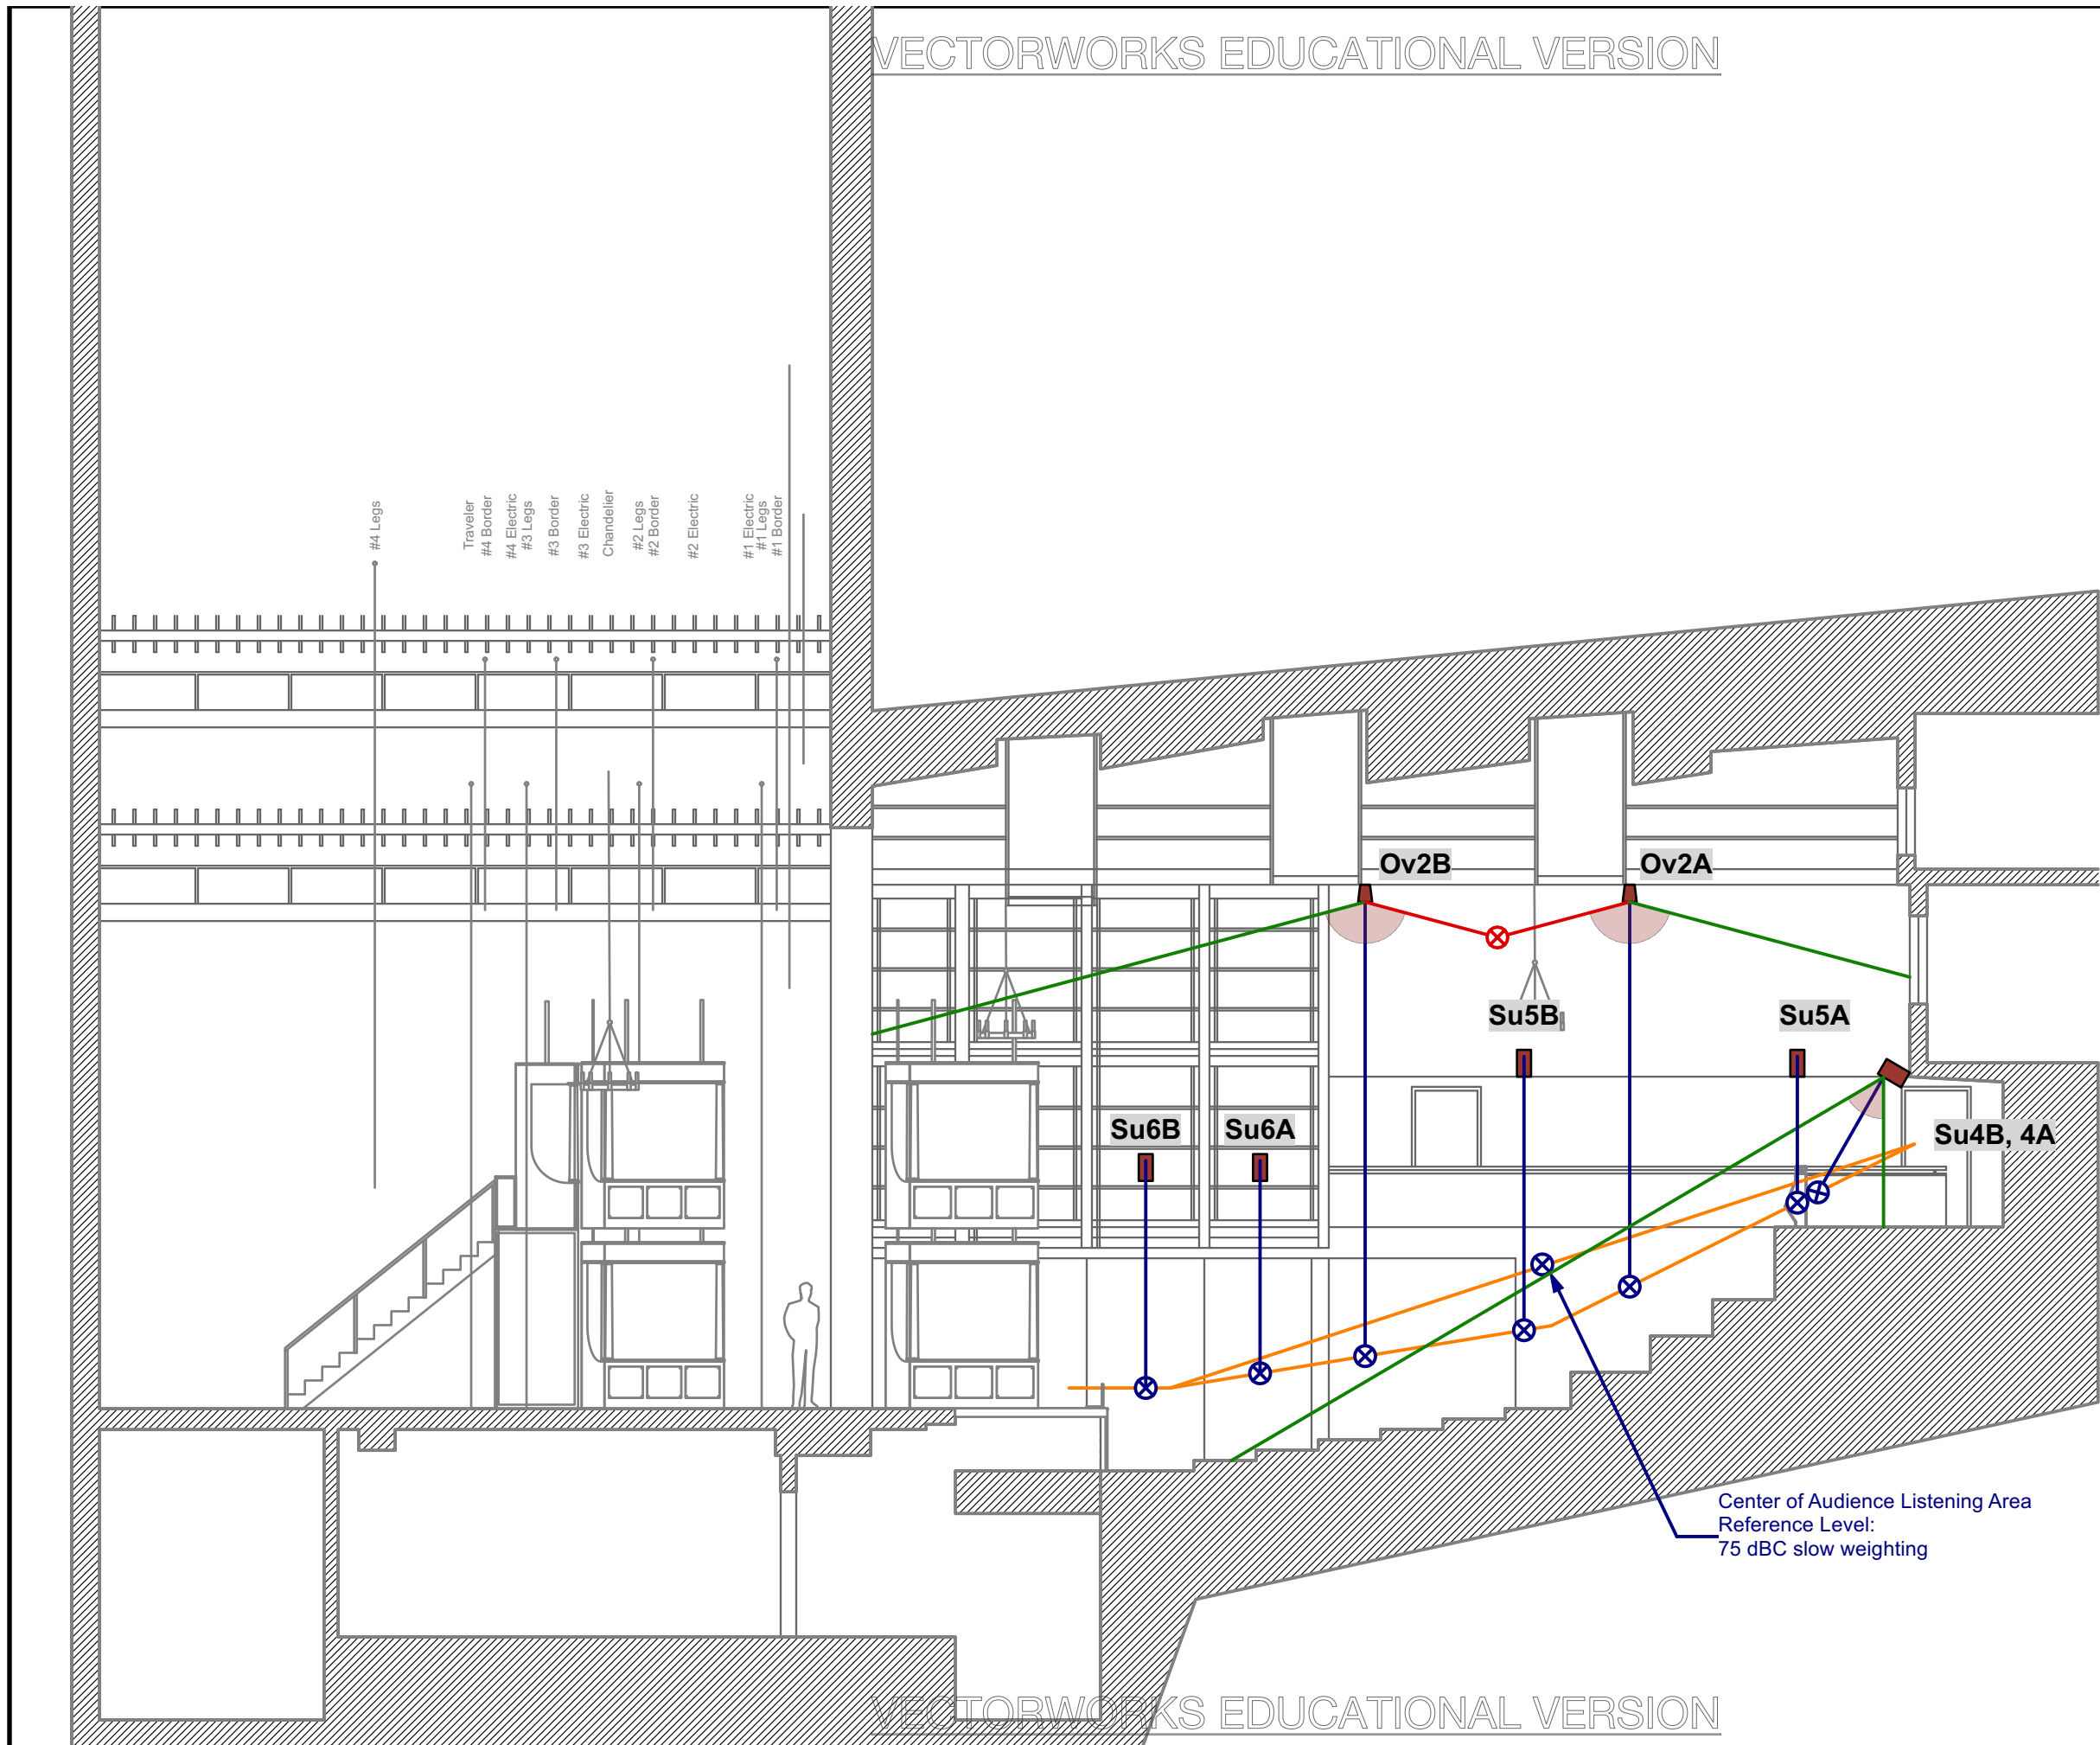 VECTORWORKS EDUCATIONAL VERSION
#4 Legs
Traveler
#4 Border
#4 Electric
#3 Legs
#3 Border
#3 Electric
Chandelier
#2 Legs
#2 Border
#2 Electric
#1 Electric
#1 Legs
#1 Border
Ov2B
Ov2A
Su5B
Su5A
Su6B
Su6A
Su4B, 4A
Center of Audience Listening Area
Reference Level:
75 dBC slow weighting
VECTORWORKS EDUCATIONAL VERSION